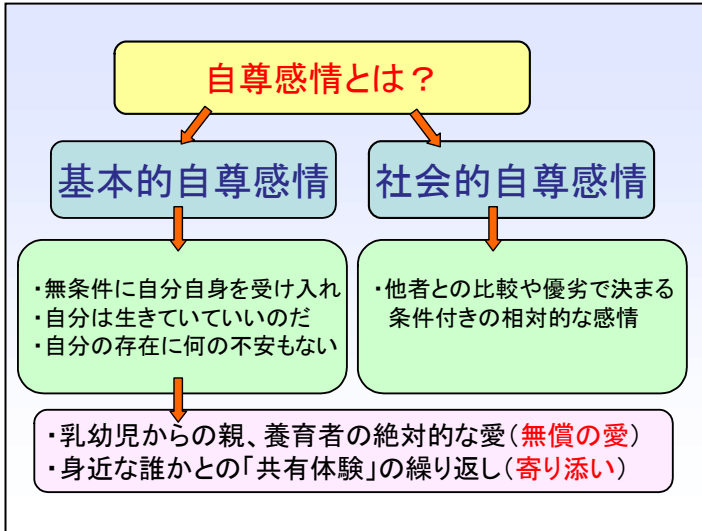 自尊感情とは？
基本的自尊感情
社会的自尊感情
・無条件に自分自身を受け入れ
・自分は生きていていいのだ
・自分の存在に何の不安もない
・他者との比較や優劣で決まる
条件付きの相対的な感情
・乳幼児からの親、養育者の絶対的な愛（無償の愛）
・身近な誰かとの「共有体験」の繰り返し（寄り添い）